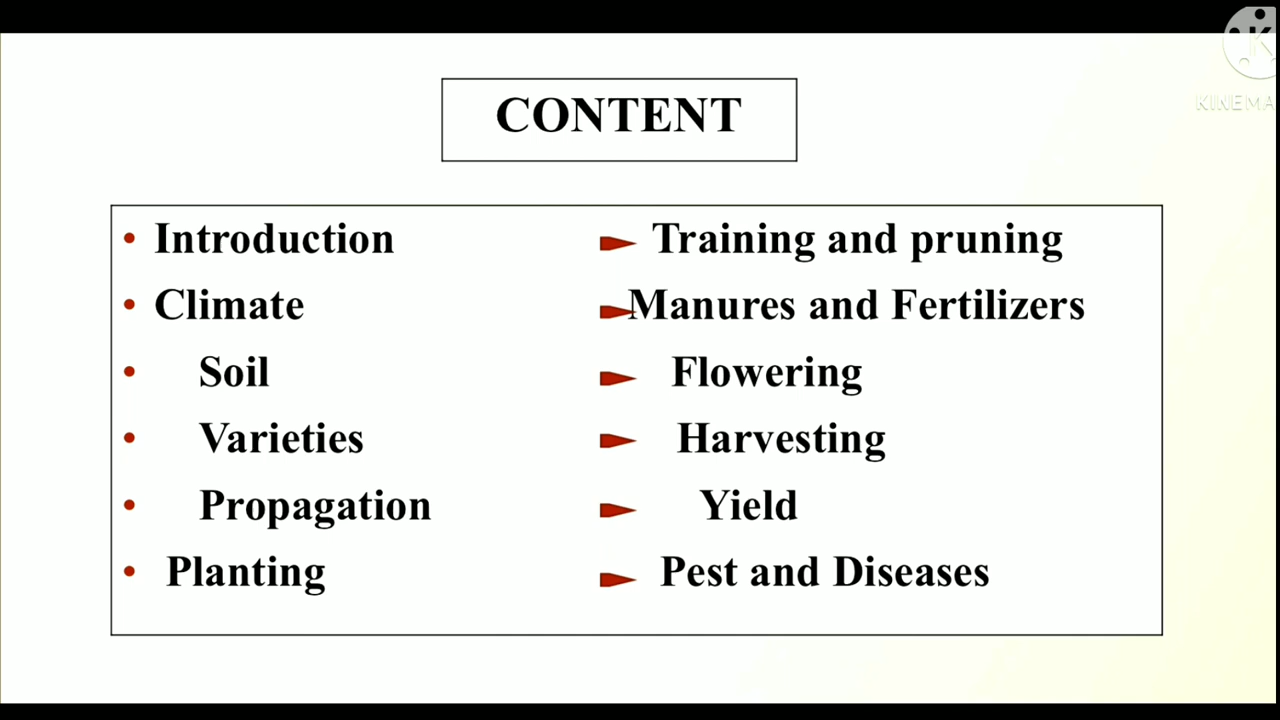 CONTENT
Introduction
Climate
Soil
Varieties
Propagation
Planting
Training and pruning
Manures and Fertilizers
Flowering
Harvesting
Yield
Pest and Diseases
K
KINEMA